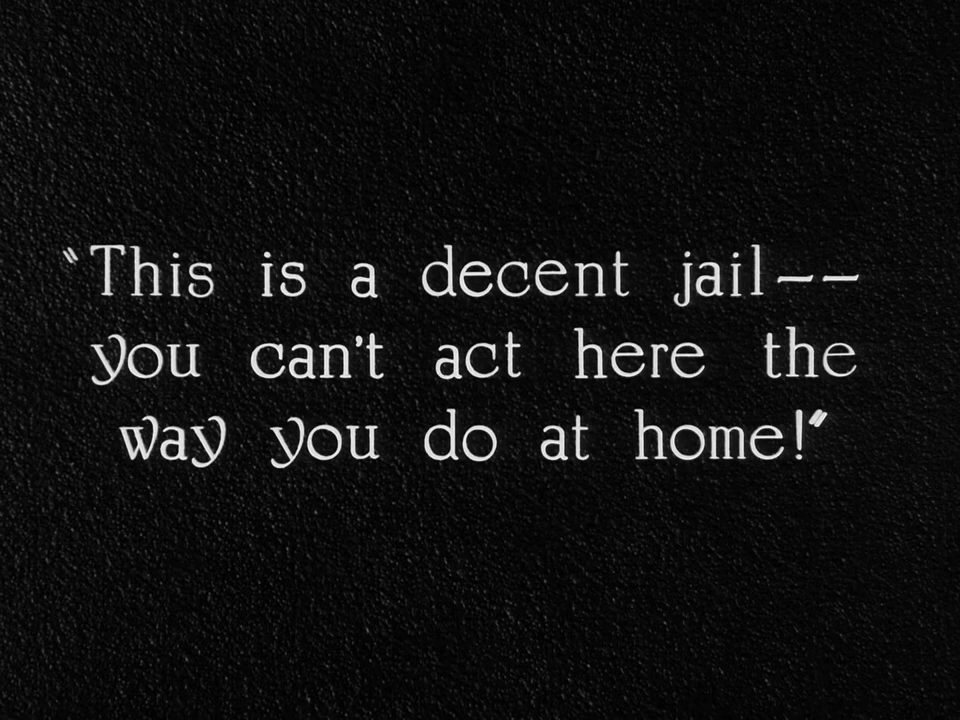 "This is a decent jail--
you can't act here the
way you do at home!"